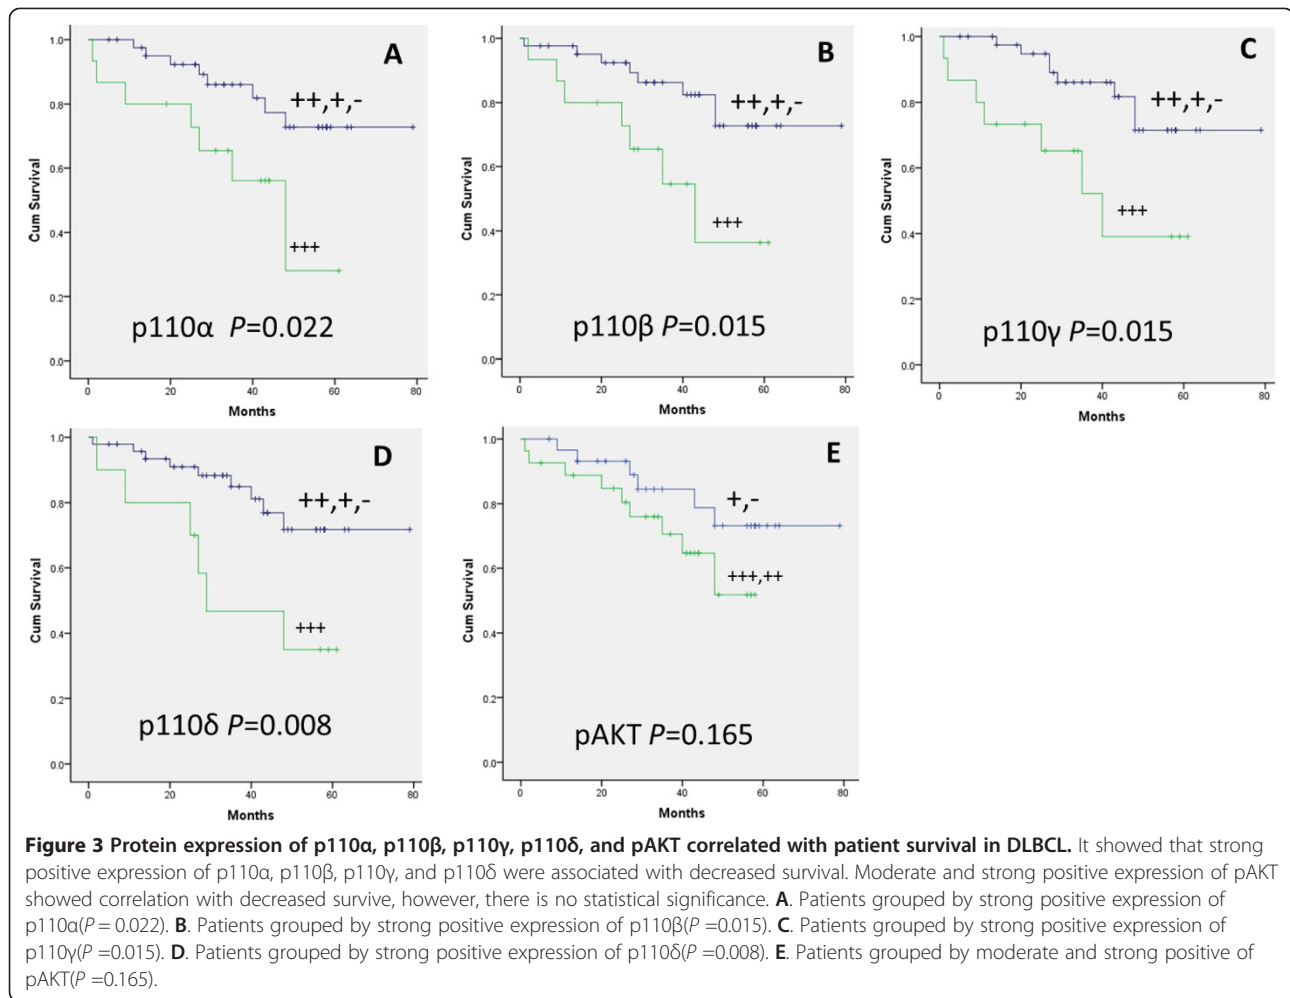 A
1.0
0.8
0.6
0.4
0.2
0.0
Cum Survival
++,+,-
+++
p110α P=0.022
0 20 40 60 80
Months
B
1.0
0.8
0.6
0.4
0.2
0.0
Cum Survival
++,+,-
+++
p110β P=0.015
0 20 40 60 80
Months
C
1.0
0.8
0.6
0.4
0.2
0.0
Cum Survival
++,+,-
+++
p110γ P=0.015
0 20 40 60 80
Months
D
1.0
0.8
0.6
0.4
0.2
0.0
Cum Survival
++,+,-
+++
p110δ P=0.008
0 20 40 60 80
Months
E
1.0
0.8
0.6
0.4
0.2
0.0
Cum Survival
+,-
+++,++
pAKT P=0.165
0 20 40 60 80
Months
Figure 3 Protein expression of p110α, p110β, p110γ, p110δ, and pAKT correlated with patient survival in DLBCL. It showed that strong
positive expression of p110α, p110β, p110γ, and p110δ were associated with decreased survival. Moderate and strong positive expression of pAKT
showed correlation with decreased survive, however, there is no statistical significance. A. Patients grouped by strong positive expression of
p110α(P = 0.022). B. Patients grouped by strong positive expression of p110β(P =0.015). C. Patients grouped by strong positive expression of
p110γ(P =0.015). D. Patients grouped by strong positive expression of p110δ(P =0.008). E. Patients grouped by moderate and strong positive of
pAKT(P =0.165).